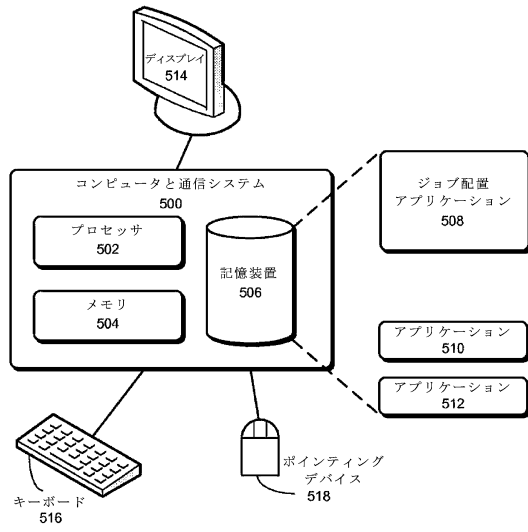 ディスプレイ
514
コンピュータと通信システム
500
プロセッサ
502
メモリ
504
記憶装置
506
ジョブ配置
アプリケーション
508
アプリケーション
510
アプリケーション
512
キーボード
516
ポインティング
デバイス
518